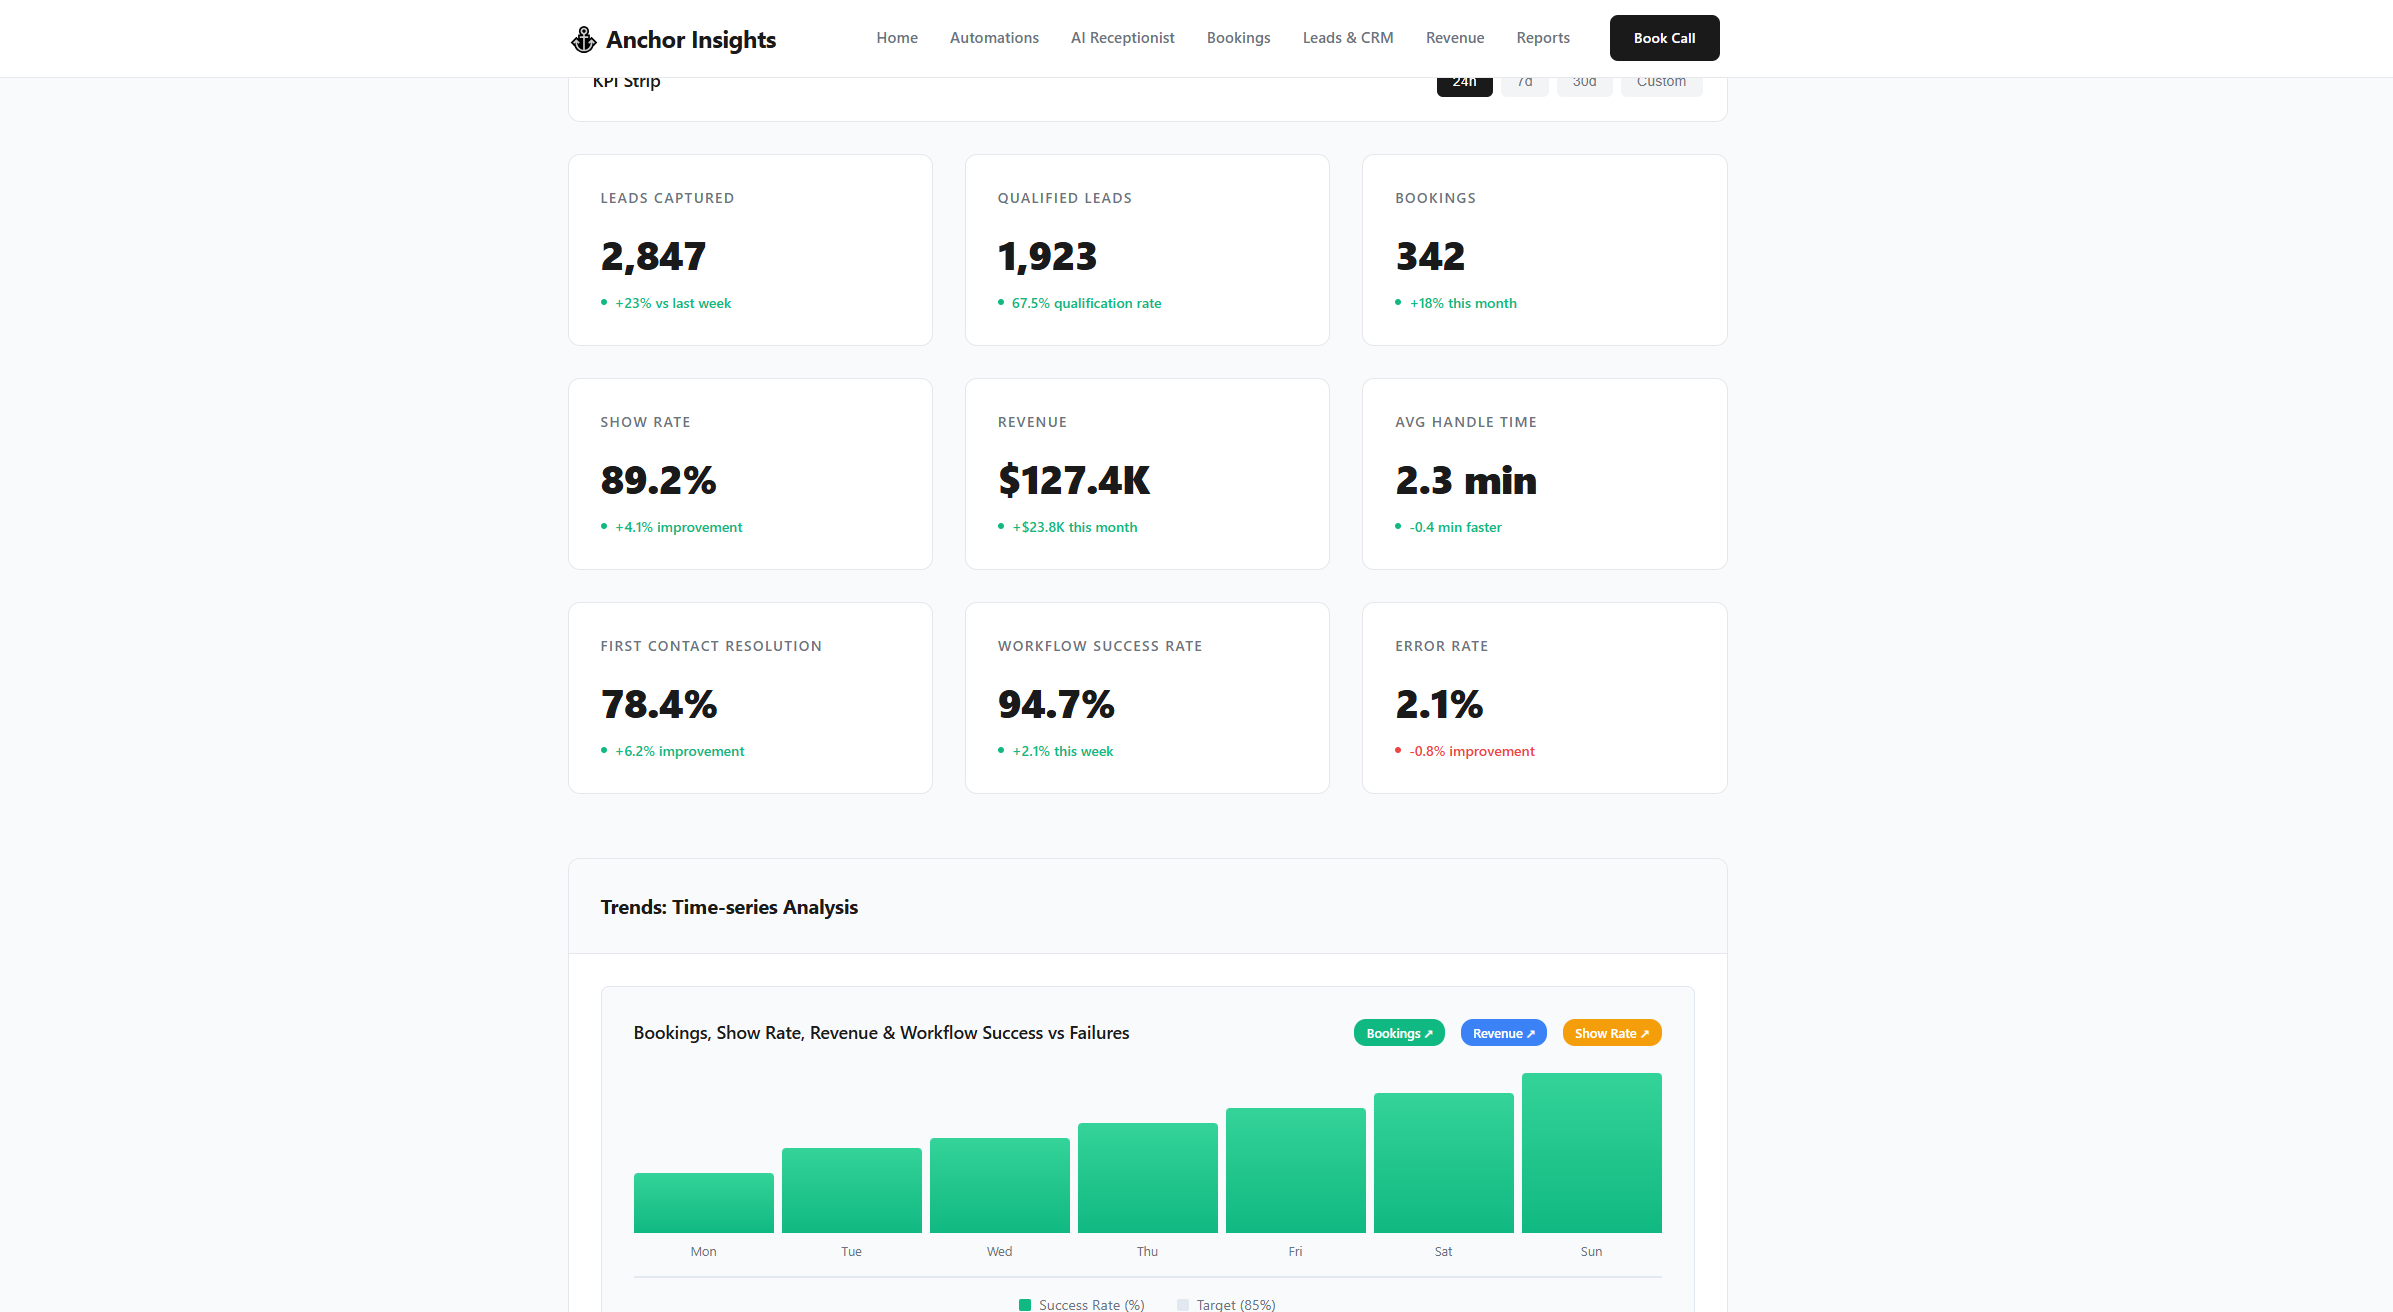 Anchor Insights
Home
Automations
AI Receptionist
Bookings
Leads & CRM
Revenue
Reports
Book Call
KPI Strip
24h
7d
30d
Custom
LEADS CAPTURED
2,847
+23% vs last week
QUALIFIED LEADS
1,923
67.5% qualification rate
BOOKINGS
342
+18% this month
SHOW RATE
89.2%
+4.1% improvement
REVENUE
$127.4K
+$23.8K this month
AVG HANDLE TIME
2.3 min
-0.4 min faster
FIRST CONTACT RESOLUTION
78.4%
+6.2% improvement
WORKFLOW SUCCESS RATE
94.7%
+2.1% this week
ERROR RATE
2.1%
-0.8% improvement
Trends: Time-series Analysis
Bookings, Show Rate, Revenue & Workflow Success vs Failures
Bookings ↗
Revenue ↗
Show Rate ↗
Mon
Tue
Wed
Thu
Fri
Sat
Sun
Success Rate (%)
Target (85%)